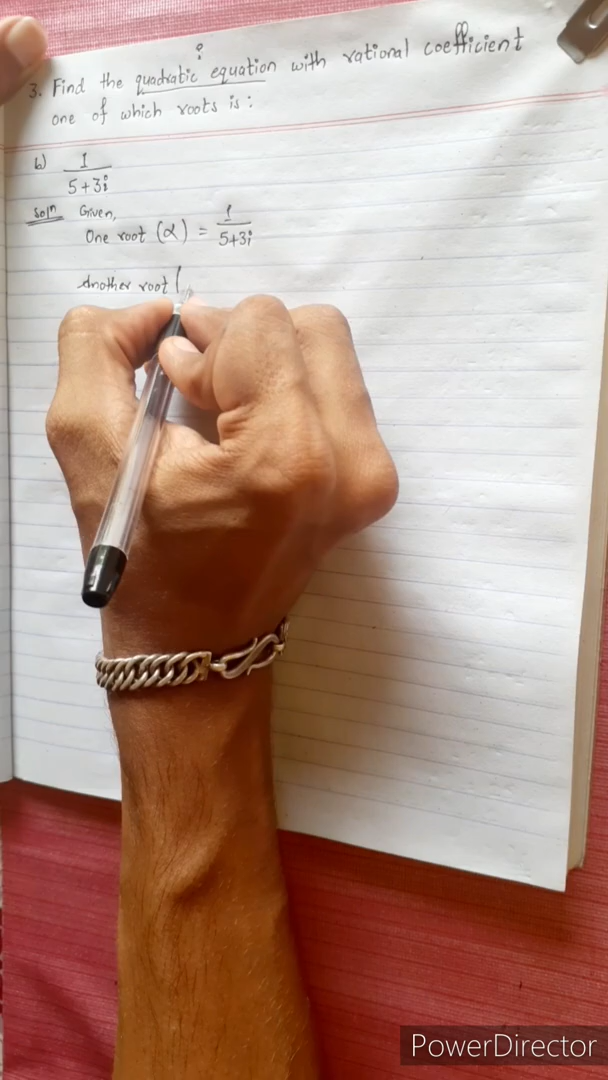 3. Find the quadratic equation with rational coefficient
one of which roots is :
b) 1/(5+3i)
Soln Given,
One root (α) = 1/(5+3i)
Another root (
PowerDirector